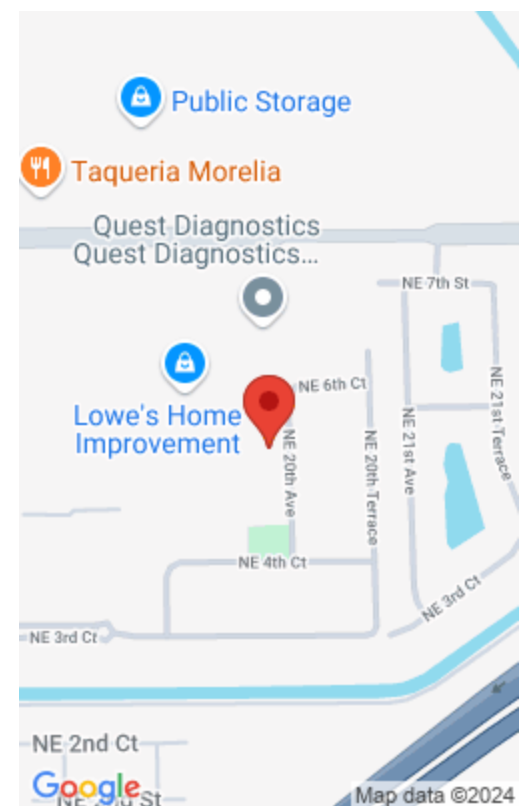 Public Storage
Taqueria Morelia
Quest Diagnostics
Quest Diagnostics...
NE 7th St
NE 6th Ct
Lowe's Home
Improvement
NE 20th Ave
NE 20th Terrace
NE 21st Ave
NE 21st Terrace
NE 4th Ct
NE 3rd Ct
NE 3rd Ct
NE 2nd Ct
Google
Map data ©2024